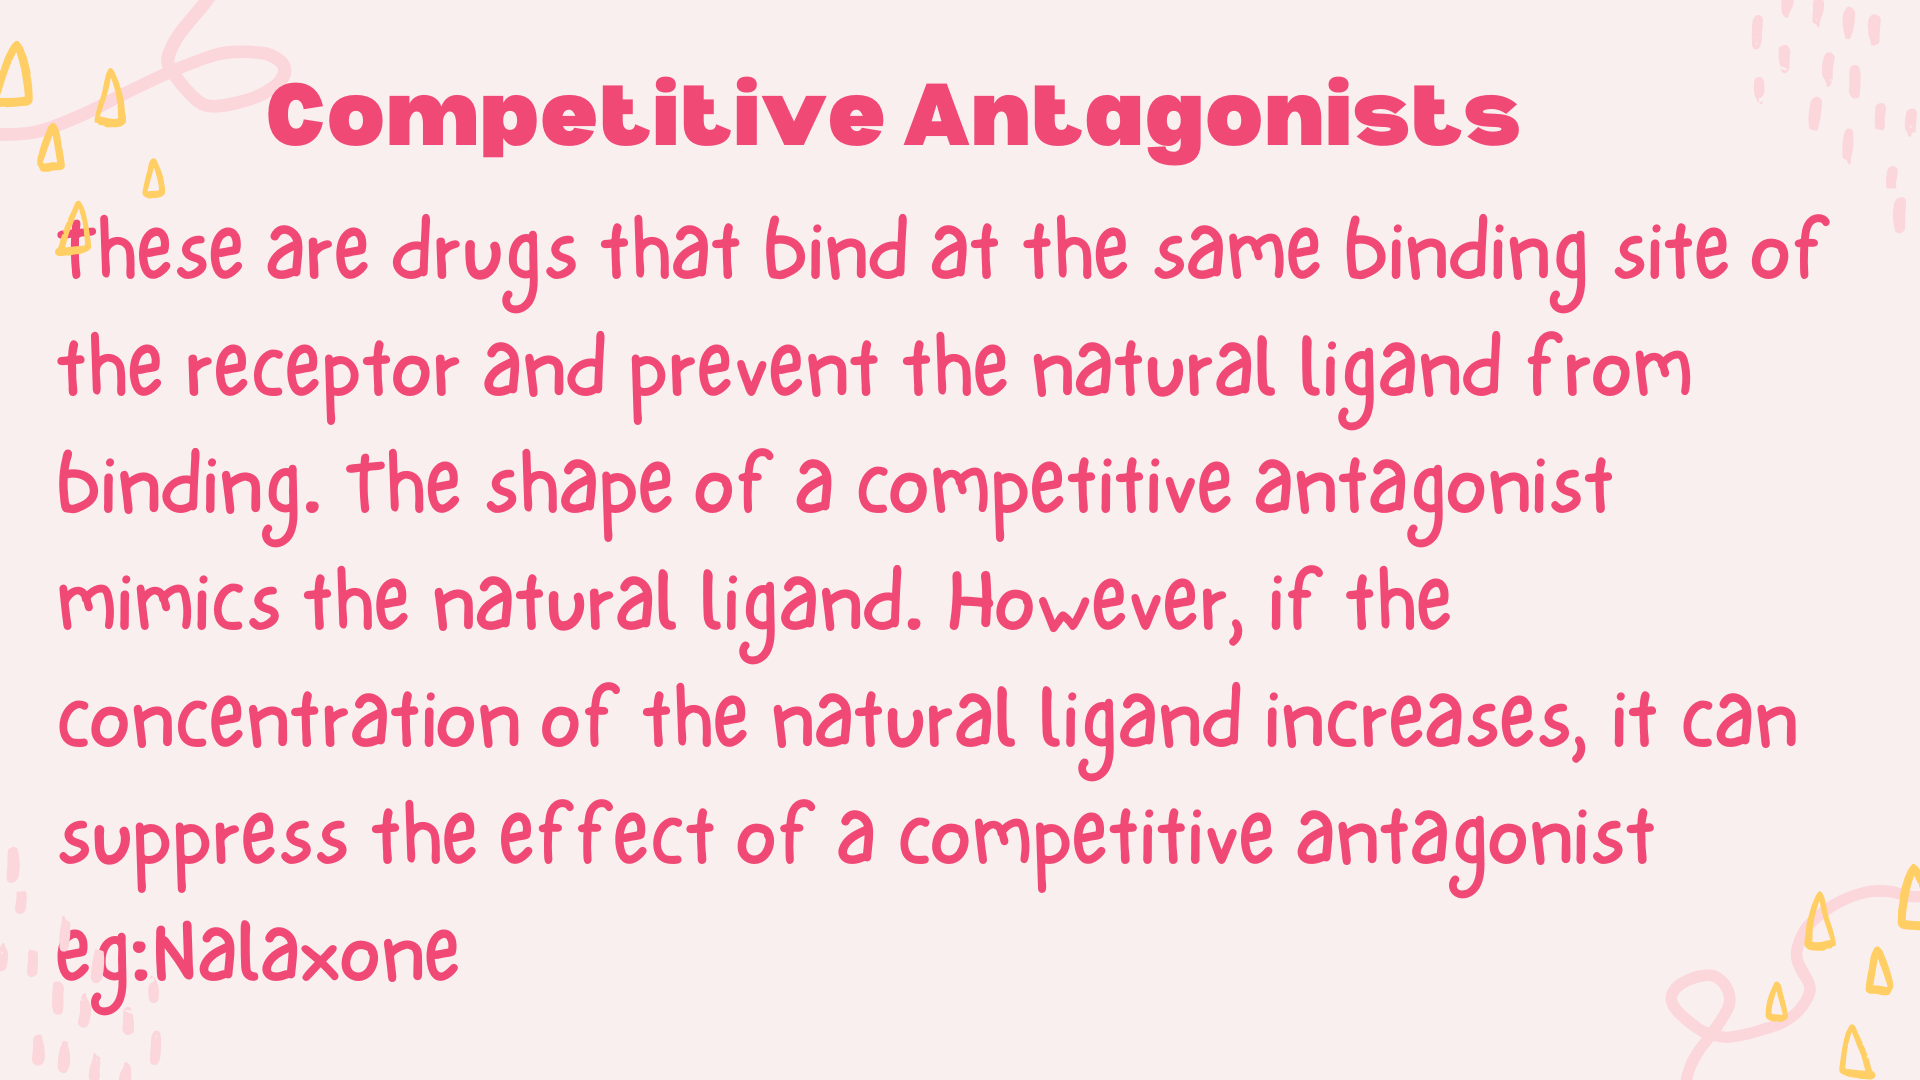 Competitive Antagonists
These are drugs that bind at the same binding site of
the receptor and prevent the natural ligand from
binding. The shape of a competitive antagonist
mimics the natural ligand. However, if the
concentration of the natural ligand increases, it can
suppress the effect of a competitive antagonist
eg:Nalaxone